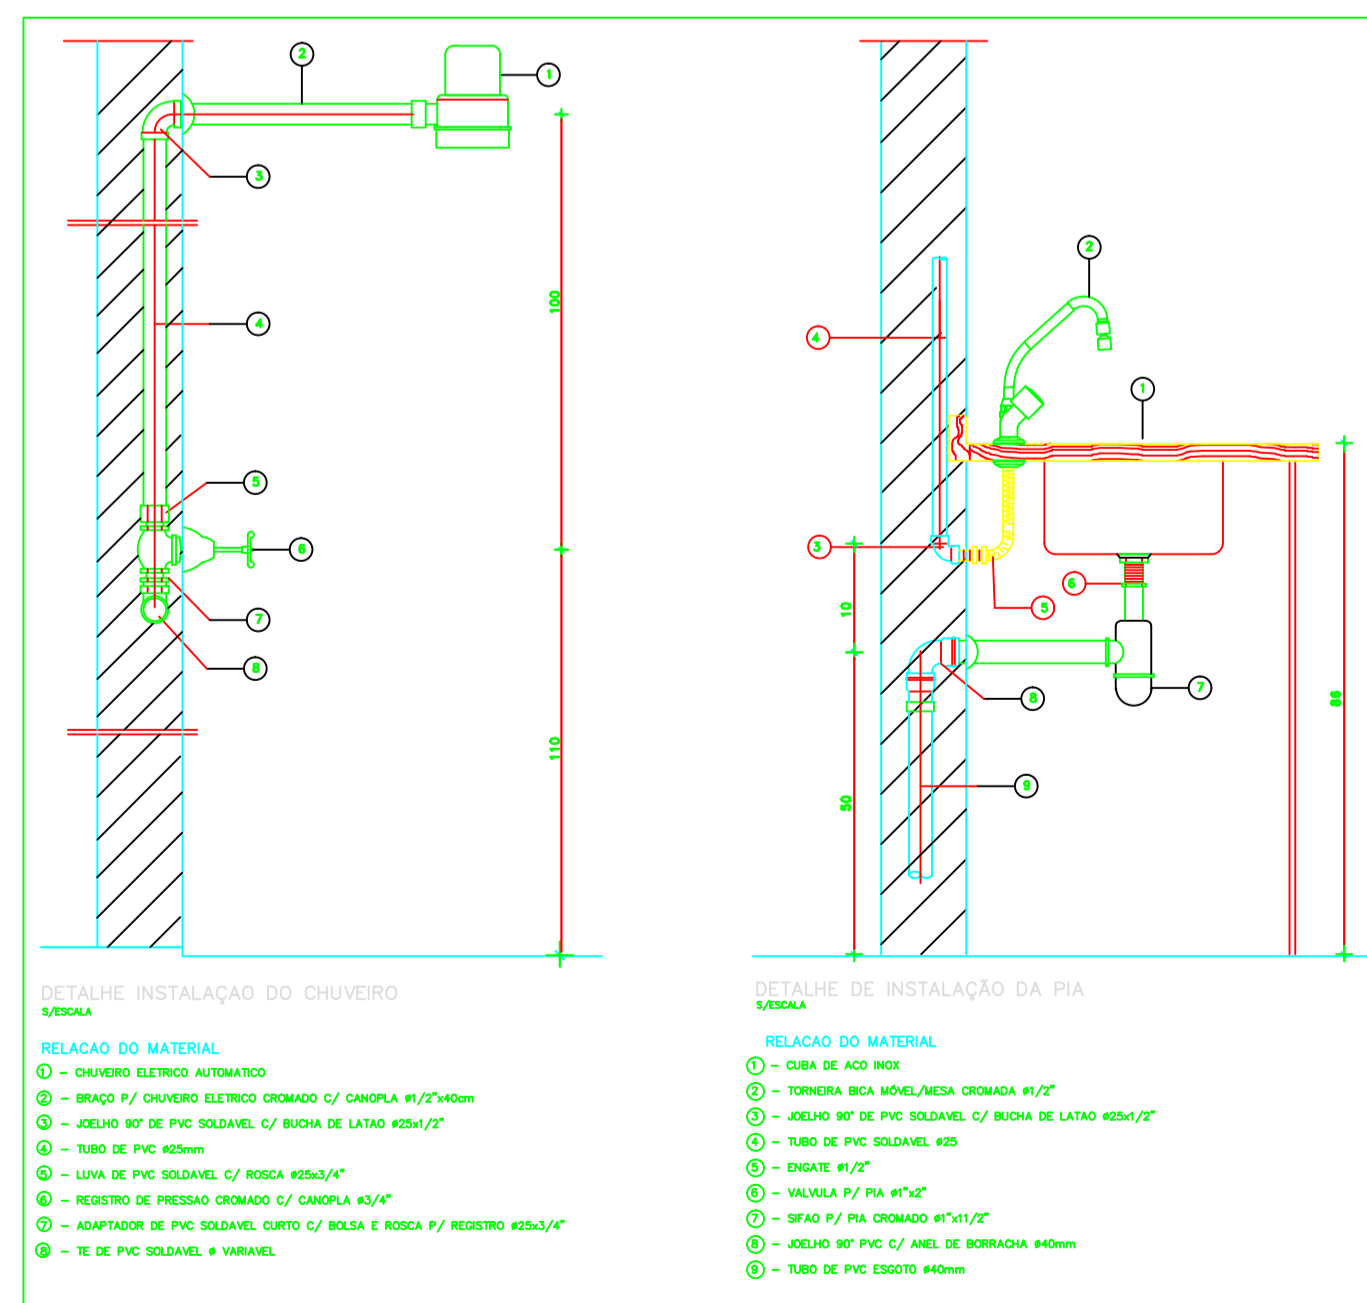 2
1
3
100
4
5
6
7
8
110
DETALHE INSTALAÇAO DO CHUVEIRO
S/ESCALA
RELACAO DO MATERIAL
1 - CHUVEIRO ELETRICO AUTOMATICO
2 - BRAÇO P/ CHUVEIRO ELETRICO CROMADO C/ CANOPLA ø1/2"x40cm
3 - JOELHO 90° DE PVC SOLDAVEL C/ BUCHA DE LATAO ø25x1/2"
4 - TUBO DE PVC ø25mm
5 - LUVA DE PVC SOLDAVEL C/ ROSCA ø25x3/4"
6 - REGISTRO DE PRESSAO CROMADO C/ CANOPLA ø3/4"
7 - ADAPTADOR DE PVC SOLDAVEL CURTO C/ BOLSA E ROSCA P/ REGISTRO ø25x3/4"
8 - TE DE PVC SOLDAVEL ø VARIAVEL
2
4
1
3
6
5
10
7
8
86
9
50
DETALHE DE INSTALAÇÃO DA PIA
S/ESCALA
RELACAO DO MATERIAL
1 - CUBA DE ACO INOX
2 - TORNEIRA BICA MÓVEL/MESA CROMADA ø1/2"
3 - JOELHO 90° DE PVC SOLDAVEL C/ BUCHA DE LATAO ø25x1/2"
4 - TUBO DE PVC SOLDAVEL ø25
5 - ENGATE ø1/2"
6 - VALVULA P/ PIA ø1"x2"
7 - SIFAO P/ PIA CROMADO ø1"x11/2"
8 - JOELHO 90° PVC C/ ANEL DE BORRACHA ø40mm
9 - TUBO DE PVC ESGOTO ø40mm